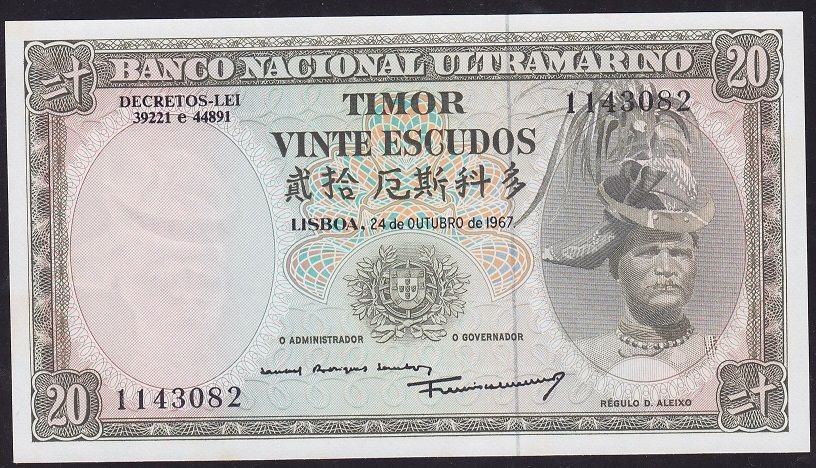 二十
BANCO NACIONAL ULTRAMARINO
20
DECRETOS-LEI
39221 e 44891
TIMOR
1143082
VINTE ESCUDOS
貳拾 厄斯科多
LISBOA, 24 de OUTUBRO de 1967.
O ADMINISTRADOR
O GOVERNADOR
20
1143082
RÉGULO D. ALEIXO
二十